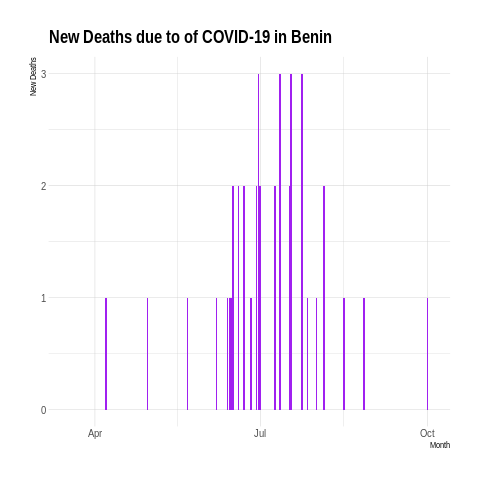 New Deaths due to of COVID-19 in Benin
New Deaths
3
2
1
0
Apr
Jul
Oct
Month